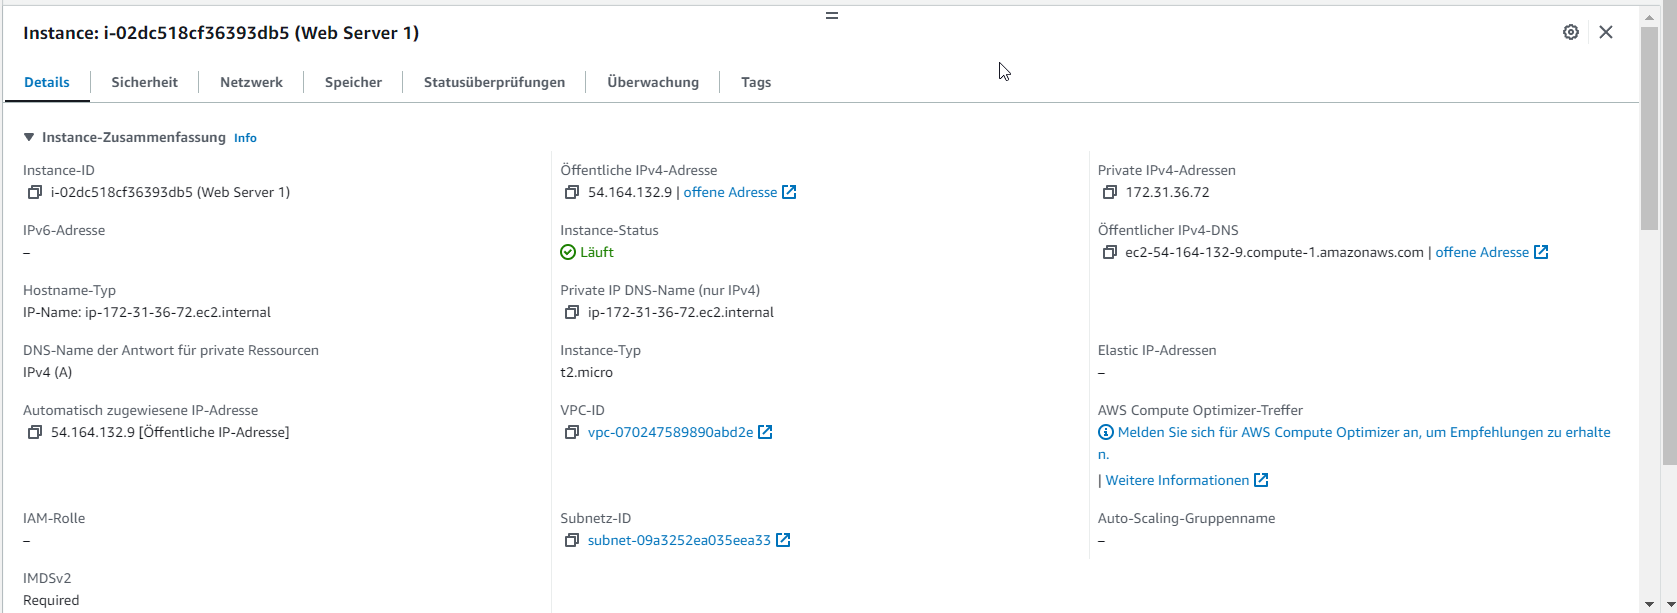 Instance: i-02dc518cf36393db5 (Web Server 1)
Details
Sicherheit
Netzwerk
Speicher
Statusüberprüfungen
Überwachung
Tags
Instance-Zusammenfassung Info
Instance-ID
i-02dc518cf36393db5 (Web Server 1)
Öffentliche IPv4-Adresse
54.164.132.9 | offene Adresse
Private IPv4-Adressen
172.31.36.72
IPv6-Adresse
–
Instance-Status
Läuft
Öffentlicher IPv4-DNS
ec2-54-164-132-9.compute-1.amazonaws.com | offene Adresse
Hostname-Typ
IP-Name: ip-172-31-36-72.ec2.internal
Private IP DNS-Name (nur IPv4)
ip-172-31-36-72.ec2.internal
DNS-Name der Antwort für private Ressourcen
IPv4 (A)
Instance-Typ
t2.micro
Elastic IP-Adressen
–
Automatisch zugewiesene IP-Adresse
54.164.132.9 [Öffentliche IP-Adresse]
VPC-ID
vpc-070247589890abd2e
AWS Compute Optimizer-Treffer
Melden Sie sich für AWS Compute Optimizer an, um Empfehlungen zu erhalte
n.
| Weitere Informationen
IAM-Rolle
–
Subnetz-ID
subnet-09a3252ea035eea33
Auto-Scaling-Gruppenname
–
IMDSv2
Required